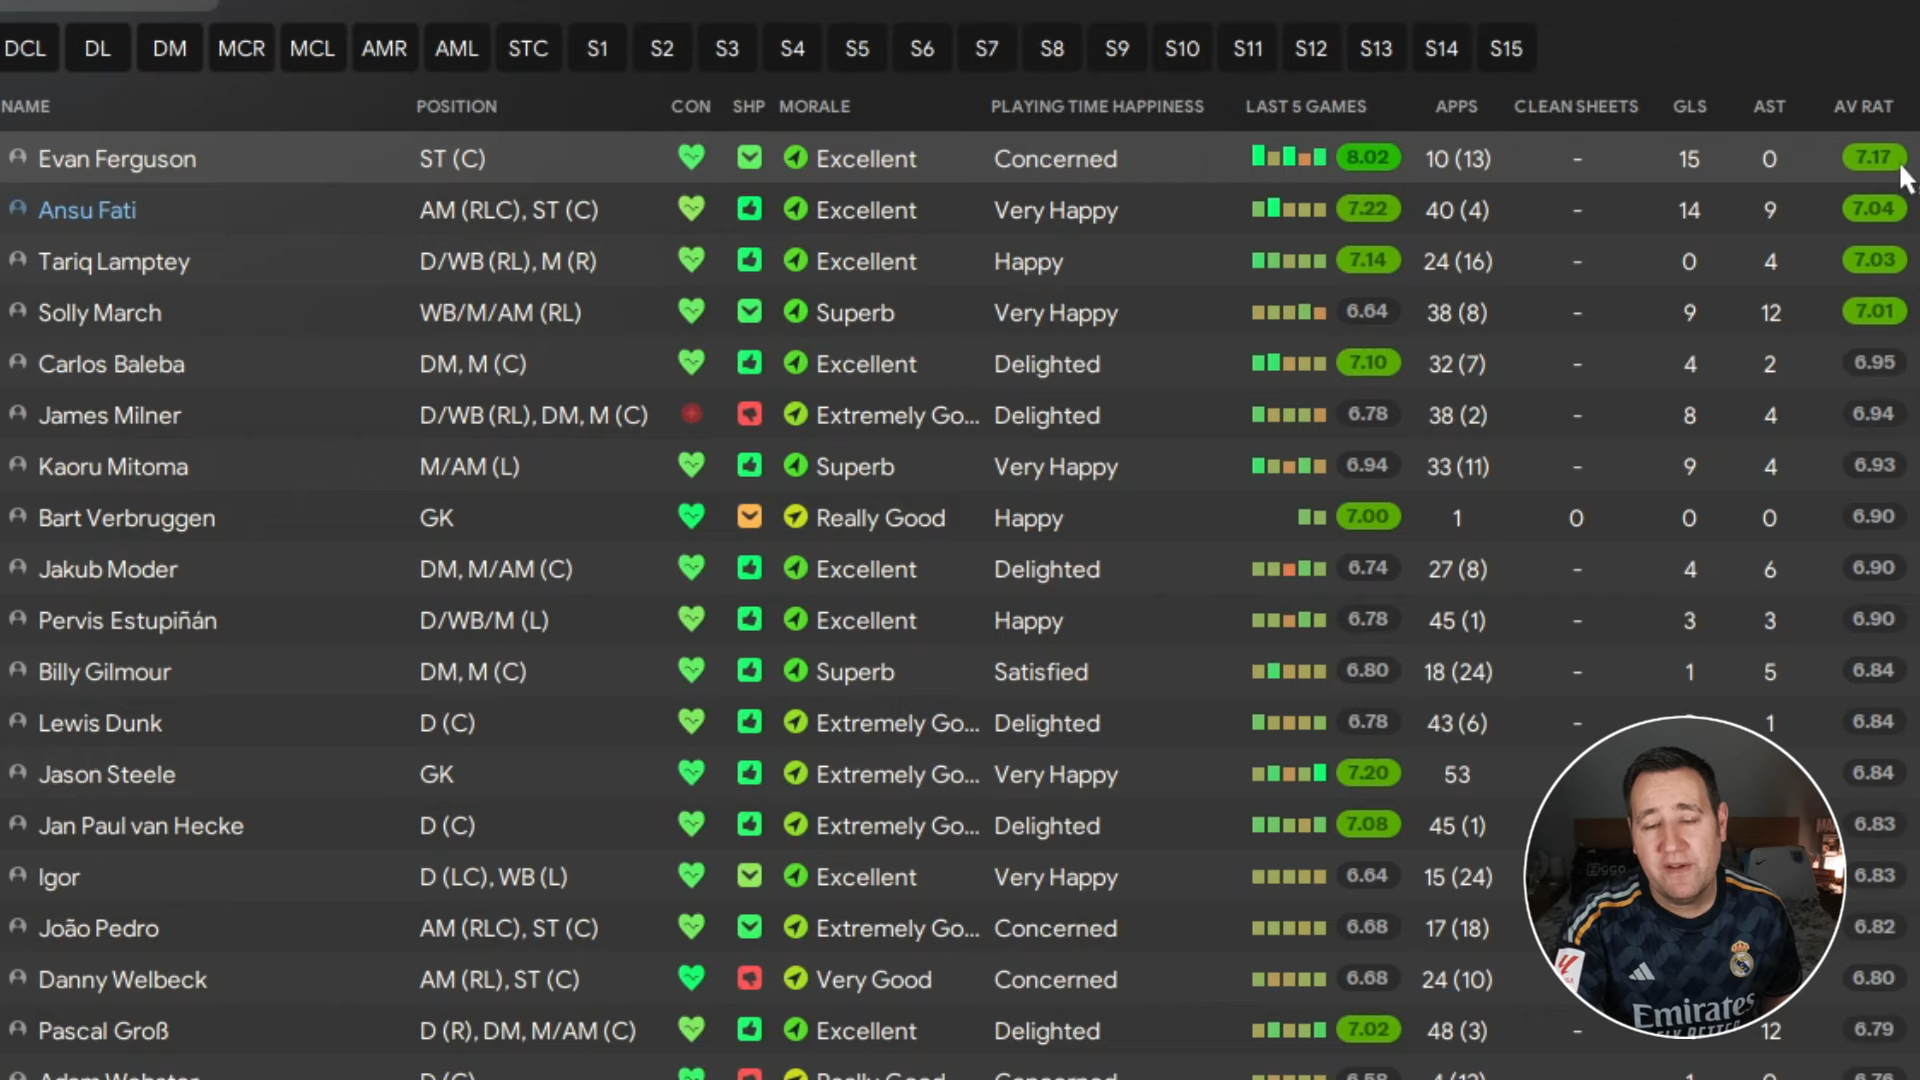 DCL DL DM MCR MCL AMR AML STC S1 S2 S3 S4 S5 S6 S7 S8 S9 S10 S11 S12 S13 S14 S15
NAME POSITION CON SHP MORALE PLAYING TIME HAPPINESS LAST 5 GAMES APPS CLEAN SHEETS GLS AST AV RAT
Evan Ferguson ST (C) Excellent Concerned 8.02 10 (13) - 15 0 7.17
Ansu Fati AM (RLC), ST (C) Excellent Very Happy 7.22 40 (4) - 14 9 7.04
Tariq Lamptey D/WB (RL), M (R) Excellent Happy 7.14 24 (16) - 0 4 7.03
Solly March WB/M/AM (RL) Superb Very Happy 6.64 38 (8) - 9 12 7.01
Carlos Baleba DM, M (C) Excellent Delighted 7.10 32 (7) - 4 2 6.95
James Milner D/WB (RL), DM, M (C) Extremely Go... Delighted 6.78 38 (2) - 8 4 6.94
Kaoru Mitoma M/AM (L) Superb Very Happy 6.94 33 (11) - 9 4 6.93
Bart Verbruggen GK Really Good Happy 7.00 1 0 0 0 6.90
Jakub Moder DM, M/AM (C) Excellent Delighted 6.74 27 (8) - 4 6 6.90
Pervis Estupiñán D/WB/M (L) Excellent Happy 6.78 45 (1) - 3 3 6.90
Billy Gilmour DM, M (C) Superb Satisfied 6.80 18 (24) - 1 5 6.84
Lewis Dunk D (C) Extremely Go... Delighted 6.78 43 (6) - 1 6.84
Jason Steele GK Extremely Go... Very Happy 7.20 53 6.84
Jan Paul van Hecke D (C) Extremely Go... Delighted 7.08 45 (1) 6.83
Igor D (LC), WB (L) Excellent Very Happy 6.64 15 (24) 6.83
João Pedro AM (RLC), ST (C) Extremely Go... Concerned 6.68 17 (18) 6.82
Danny Welbeck AM (RL), ST (C) Very Good Concerned 6.68 24 (10) 6.80
Pascal Groß D (R), DM, M/AM (C) Excellent Delighted 7.02 48 (3) - 12 6.79
Emirates
FLY BETTER